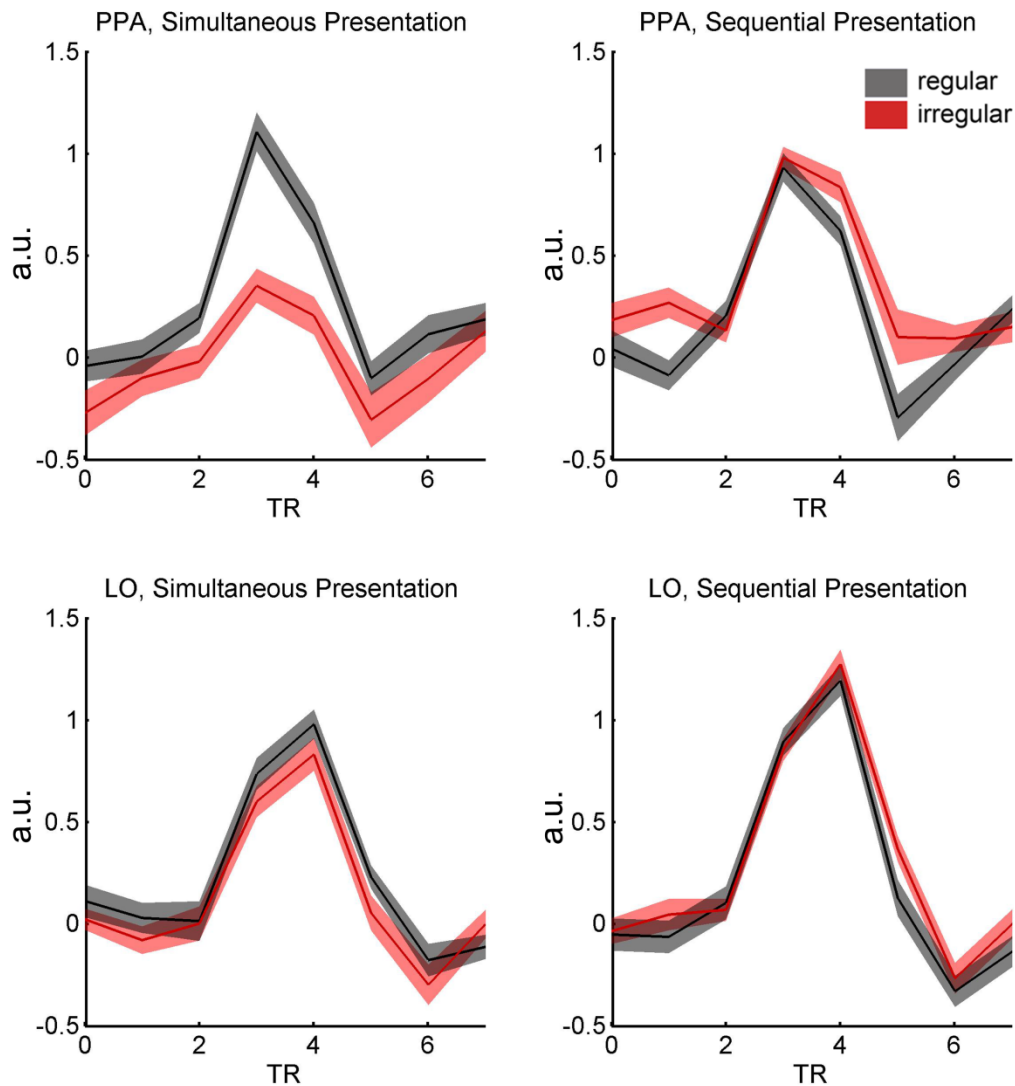 PPA, Simultaneous Presentation
1.5
1
0.5
0
-0.5
a.u.
0 2 4 6
TR
PPA, Sequential Presentation
1.5
1
0.5
0
-0.5
a.u.
regular
irregular
0 2 4 6
TR
LO, Simultaneous Presentation
1.5
1
0.5
0
-0.5
a.u.
0 2 4 6
TR
LO, Sequential Presentation
1.5
1
0.5
0
-0.5
a.u.
0 2 4 6
TR